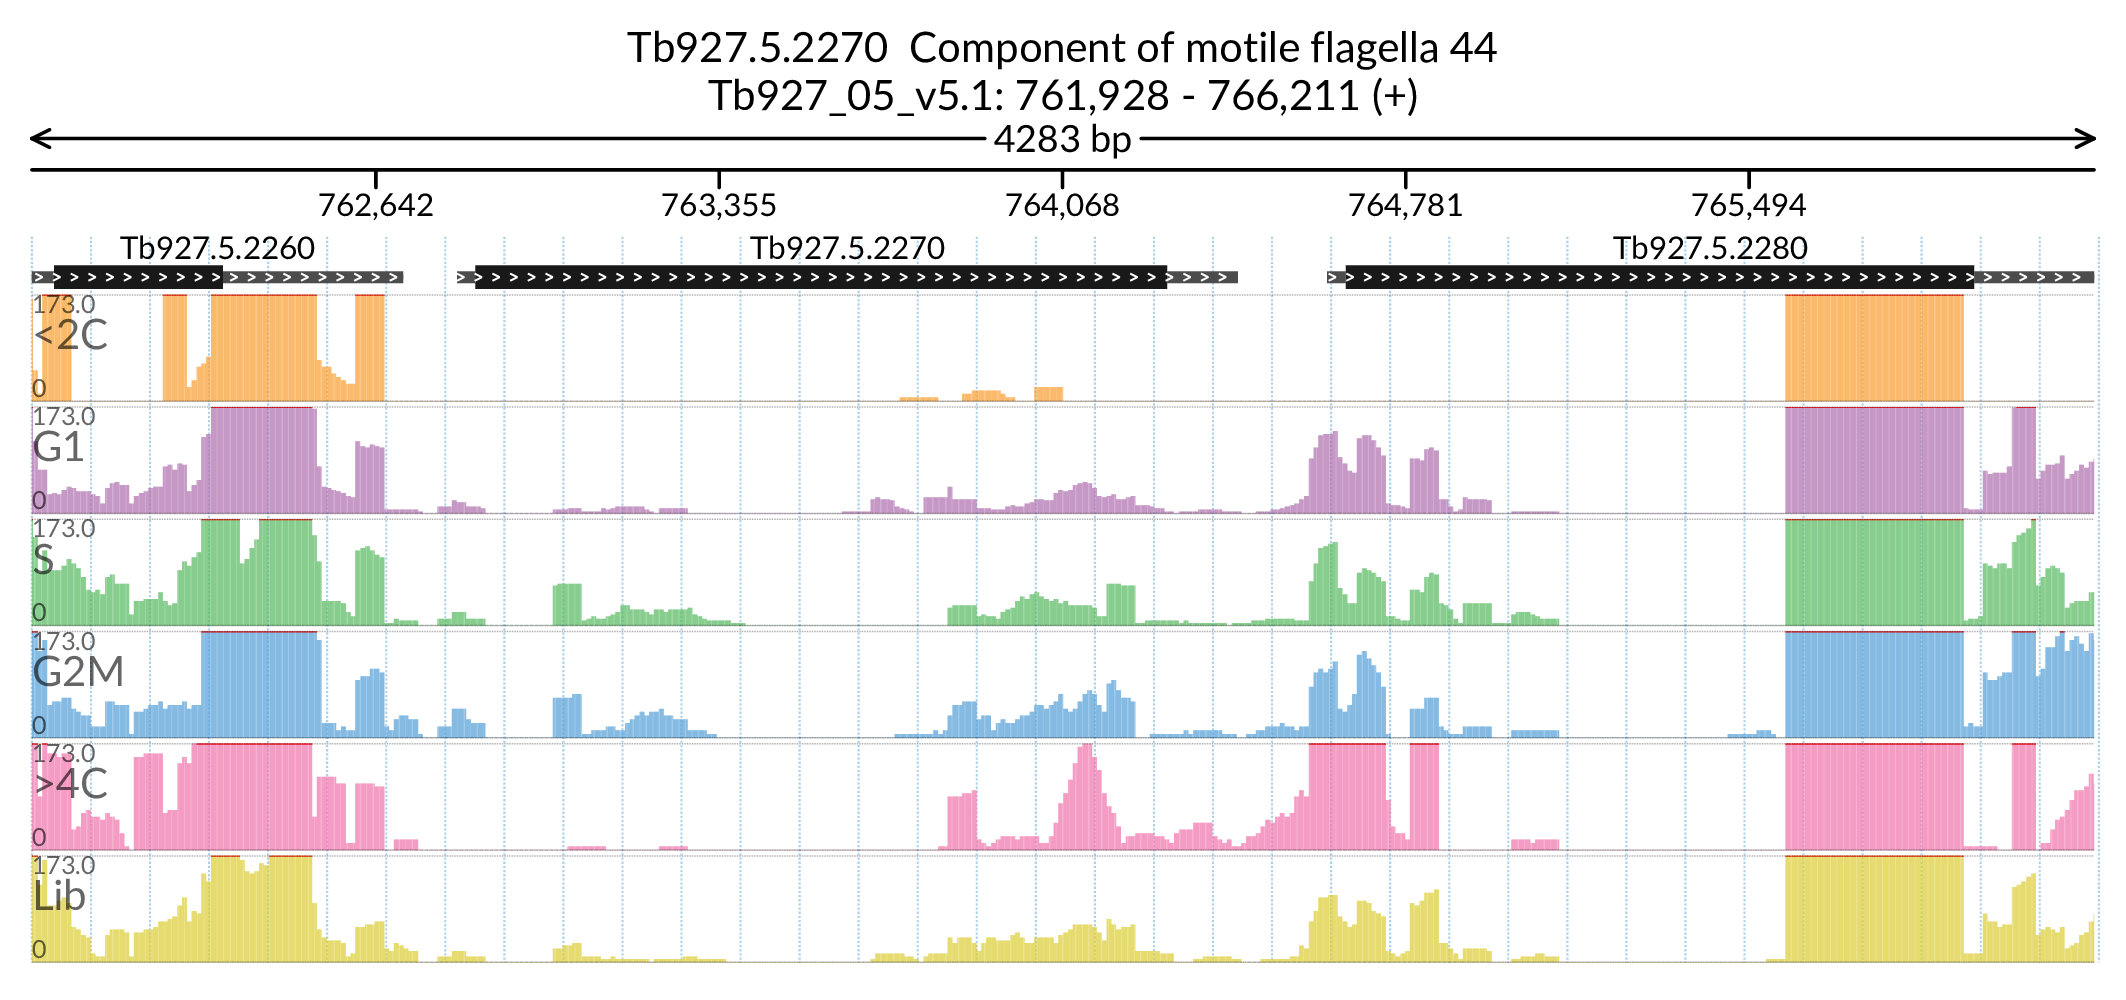 Tb927.5.2270  Component of motile flagella 44
Tb927_05_v5.1: 761,928 - 766,211 (+)
4283 bp
762,642 763,355 764,068 764,781 765,494
Tb927.5.2260 Tb927.5.2270 Tb927.5.2280
173.0
<2C
0
173.0
G1
0
173.0
S
0
173.0
G2M
0
173.0
>4C
0
173.0
Lib
0